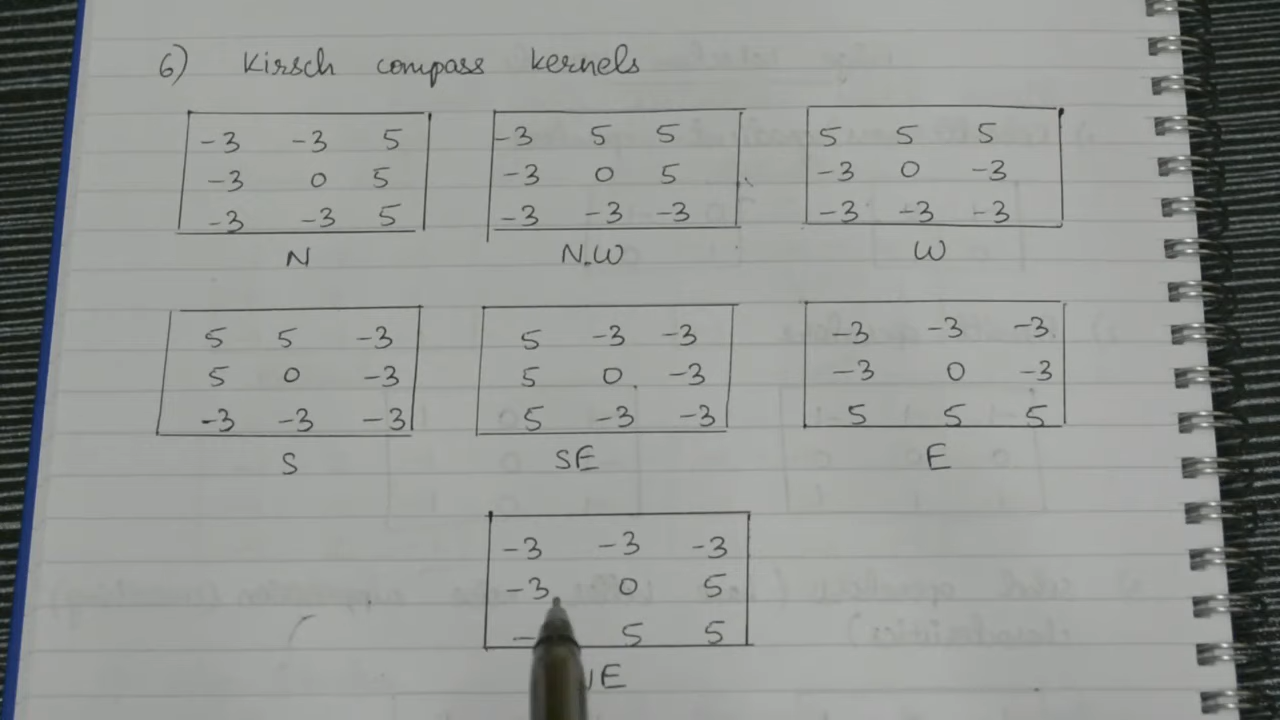 6) Kirsch compass kernels
-3 -3 5 -3 5 5 5 5 5
-3 0 5 -3 0 5 -3 0 -3
-3 -3 5 -3 -3 -3 -3 -3 -3
N N.W W
5 5 -3 5 -3 -3 -3 -3 -3
5 0 -3 5 0 -3 -3 0 -3
-3 -3 -3 5 -3 -3 5 5 5
S SE E
-3 -3 -3
-3 0 5
- 5 5
E